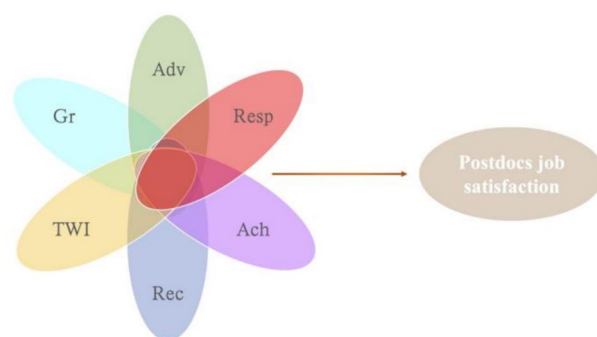 Adv
Gr
Resp
TWI
Ach
Rec
Postdocs job
satisfaction